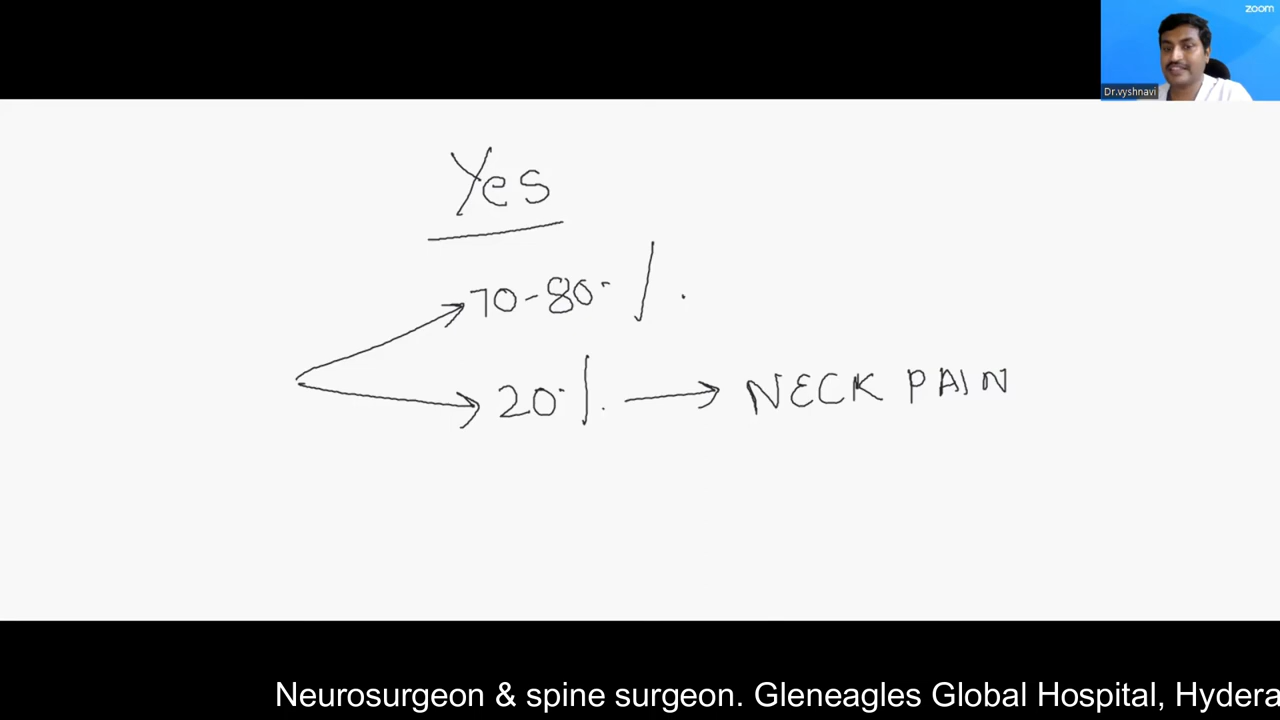 zoom
Dr.vyshnavi
Yes
70-80%.
20%. → NECK PAIN
Neurosurgeon & spine surgeon. Gleneagles Global Hospital, Hydera